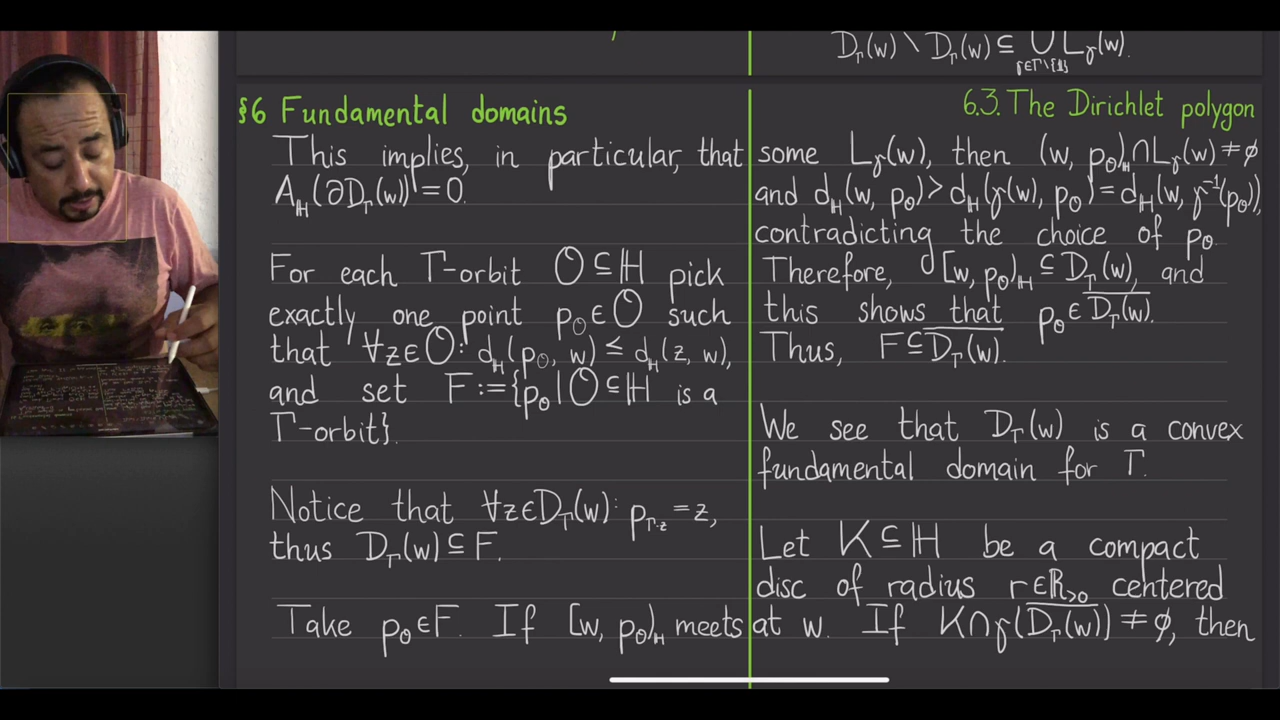 D_Γ(w) \ D_Γ(w) ⊆ ⋃ L_γ(w).
γ∈Γ\{1}
§6 Fundamental domains
This implies, in particular, that
A_ℍ(∂D_Γ(w)) = 0.
For each Γ-orbit 𝒪 ⊆ ℍ pick
exactly one point p_𝒪 ∈ 𝒪 such
that ∀z∈𝒪: d_ℍ(p_𝒪, w) ≤ d_ℍ(z, w),
and set F := {p_𝒪 | 𝒪 ⊆ ℍ is a
Γ-orbit}.
Notice that ∀z∈D_Γ(w): p_Γ·z = z,
thus D_Γ(w) ⊆ F.
Take p_𝒪 ∈ F. If [w, p_𝒪)_ℍ meets
6.3. The Dirichlet polygon
some L_γ(w), then (w, p_𝒪)_ℍ ∩ L_γ(w) ≠ ∅
and d_ℍ(w, p_𝒪) > d_ℍ(γ(w), p_𝒪) = d_ℍ(w, γ⁻¹(p_𝒪)),
contradicting the choice of p_𝒪.
Therefore, [w, p_𝒪)_ℍ ⊆ D_Γ(w), and
this shows that p_𝒪 ∈ \overline{D_Γ(w)}.
Thus, F ⊆ \overline{D_Γ(w)}.
We see that D_Γ(w) is a convex
fundamental domain for Γ.
Let K ⊆ ℍ be a compact
disc of radius r∈ℝ_{>0} centered
at w. If K ∩ γ(\overline{D_Γ(w)}) ≠ ∅, then